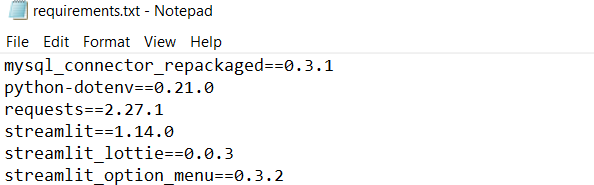 requirements.txt - Notepad
File Edit Format View Help
mysql_connector_repackaged==0.3.1
python-dotenv==0.21.0
requests==2.27.1
streamlit==1.14.0
streamlit_lottie==0.0.3
streamlit_option_menu==0.3.2